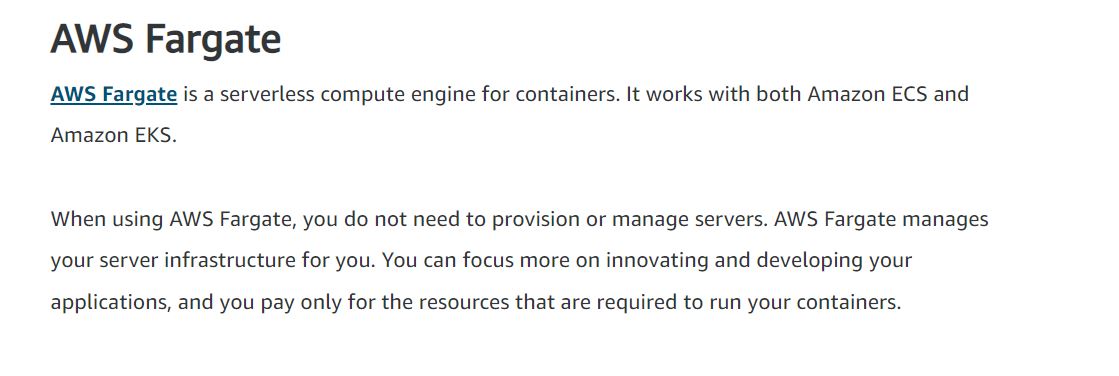 AWS Fargate
AWS Fargate is a serverless compute engine for containers. It works with both Amazon ECS and
Amazon EKS.
When using AWS Fargate, you do not need to provision or manage servers. AWS Fargate manages
your server infrastructure for you. You can focus more on innovating and developing your
applications, and you pay only for the resources that are required to run your containers.